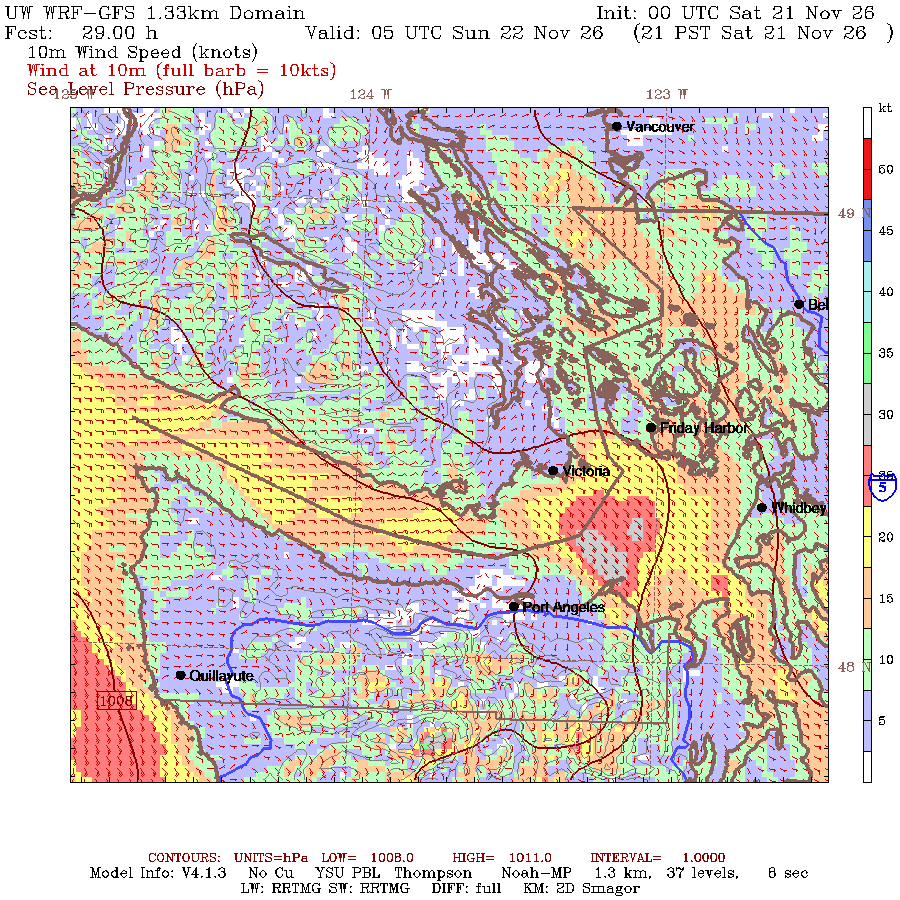 UW WRF-GFS 1.33km Domain Init: 00 UTC Sat 21 Nov 26
Fcst: 29.00 h Valid: 05 UTC Sun 22 Nov 26 (21 PST Sat 21 Nov 26 )
10m Wind Speed (knots)
Wind at 10m (full barb = 10kts)
Sea Level Pressure (hPa)
125 W 124 W 123 W
kt
Vancouver
60
49 N
45
40
Bel
35
30
Friday Harbor
Victoria
25
5
Whidbey
20
15
Port Angeles
10
48 N
Quillayute
1008
5
CONTOURS: UNITS=hPa LOW= 1008.0 HIGH= 1011.0 INTERVAL= 1.0000
Model Info: V4.1.3 No Cu YSU PBL Thompson Noah-MP 1.3 km, 37 levels, 8 sec
LW: RRTMG SW: RRTMG DIFF: full KM: 2D Smagor